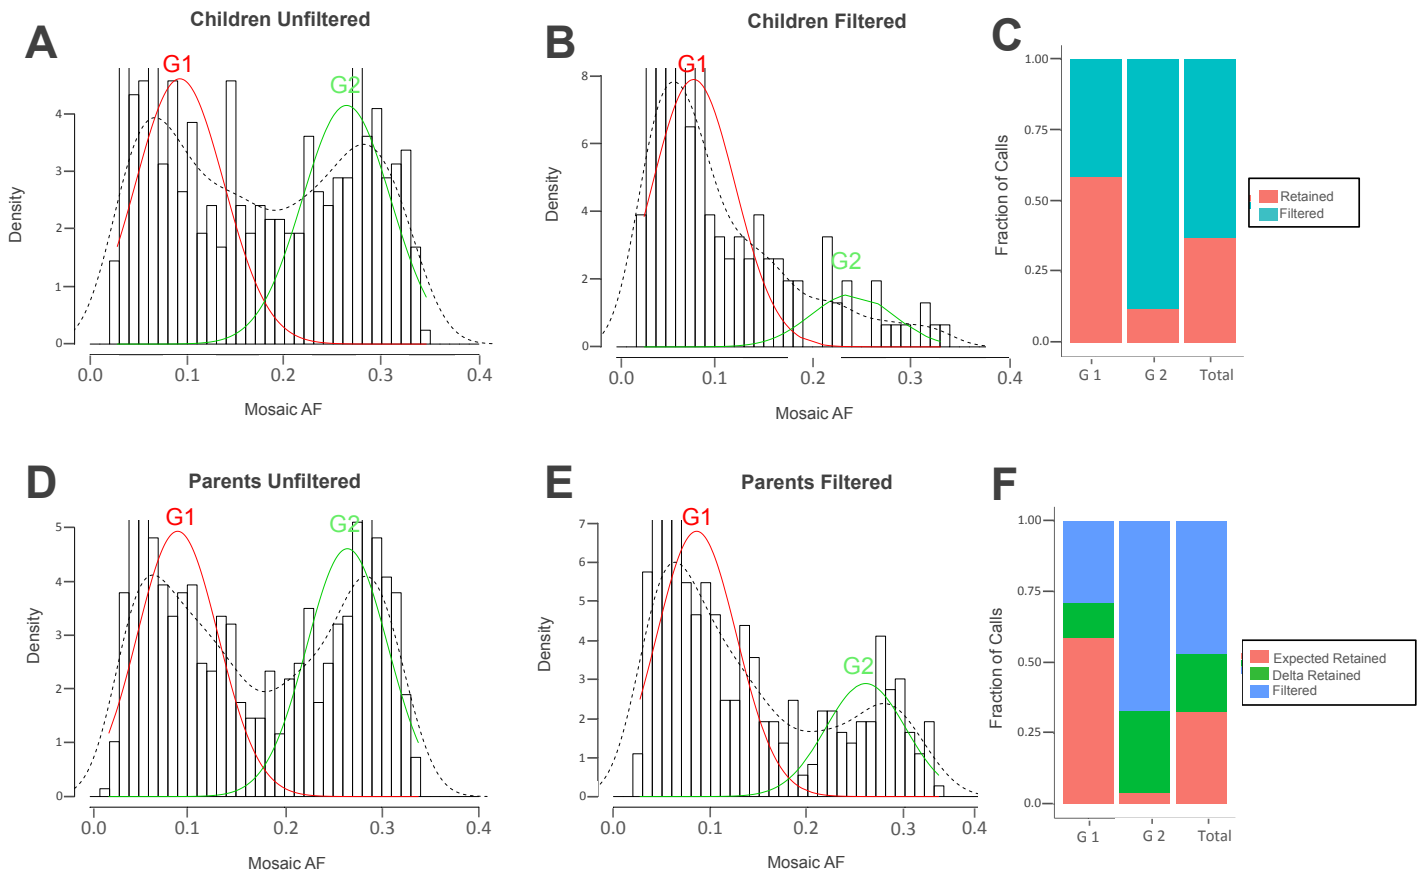 A
Children Unfiltered
G1
G2
4
3
2
1
0
Density
0.0 0.1 0.2 0.3 0.4
Mosaic AF
B
Children Filtered
G1
G2
8
6
4
2
0
Density
0.0 0.1 0.2 0.3 0.4
Mosaic AF
C
1.00
0.75
0.50
0.25
0.0
Fraction of Calls
G 1 G 2 Total
Retained
Filtered
D
Parents Unfiltered
G1
G2
5
4
3
2
1
0
Density
0.0 0.1 0.2 0.3 0.4
Mosaic AF
E
Parents Filtered
G1
G2
7
6
5
4
3
2
1
0
Density
0.0 0.1 0.2 0.3 0.4
Mosaic AF
F
1.00
0.75
0.50
0.25
0.0
Fraction of Calls
G 1 G 2 Total
Expected Retained
Delta Retained
Filtered